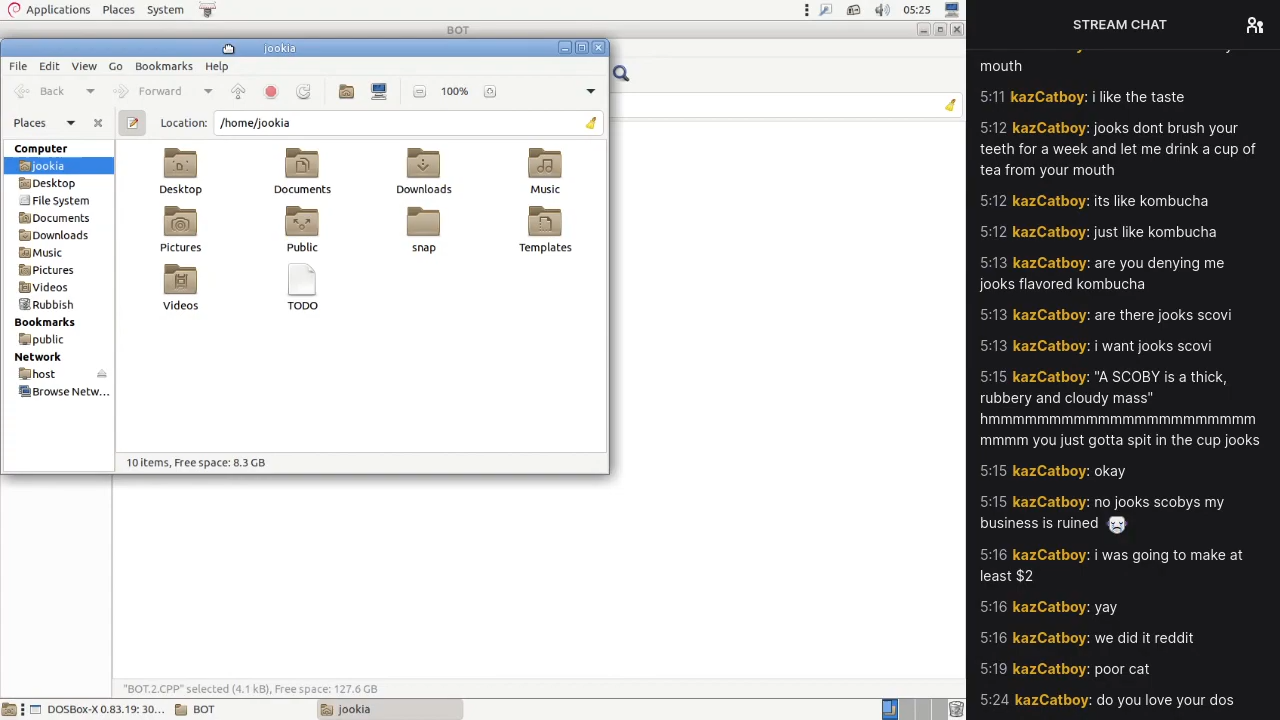 Applications Places System 05:25
BOT
jookia
File Edit View Go Bookmarks Help
Back Forward 100%
Places Location: /home/jookia
Computer
jookia
Desktop
File System
Documents
Downloads
Music
Pictures
Videos
Rubbish
Bookmarks
public
Network
host
Browse Netw...
Desktop Documents Downloads Music
Pictures Public snap Templates
Videos TODO
10 items, Free space: 8.3 GB
"BOT.2.CPP" selected (4.1 kB), Free space: 127.6 GB
DOSBox-X 0.83.19: 30... BOT jookia
STREAM CHAT
mouth
5:11 kazCatboy: i like the taste
5:12 kazCatboy: jooks dont brush your
teeth for a week and let me drink a cup of
tea from your mouth
5:12 kazCatboy: its like kombucha
5:12 kazCatboy: just like kombucha
5:13 kazCatboy: are you denying me
jooks flavored kombucha
5:13 kazCatboy: are there jooks scovi
5:13 kazCatboy: i want jooks scovi
5:15 kazCatboy: "A SCOBY is a thick,
rubbery and cloudy mass"
hmmmmmmmmmmmmmmmmmmmmmm
mmmm you just gotta spit in the cup jooks
5:15 kazCatboy: okay
5:15 kazCatboy: no jooks scobys my
business is ruined
5:16 kazCatboy: i was going to make at
least $2
5:16 kazCatboy: yay
5:16 kazCatboy: we did it reddit
5:19 kazCatboy: poor cat
5:24 kazCatboy: do you love your dos